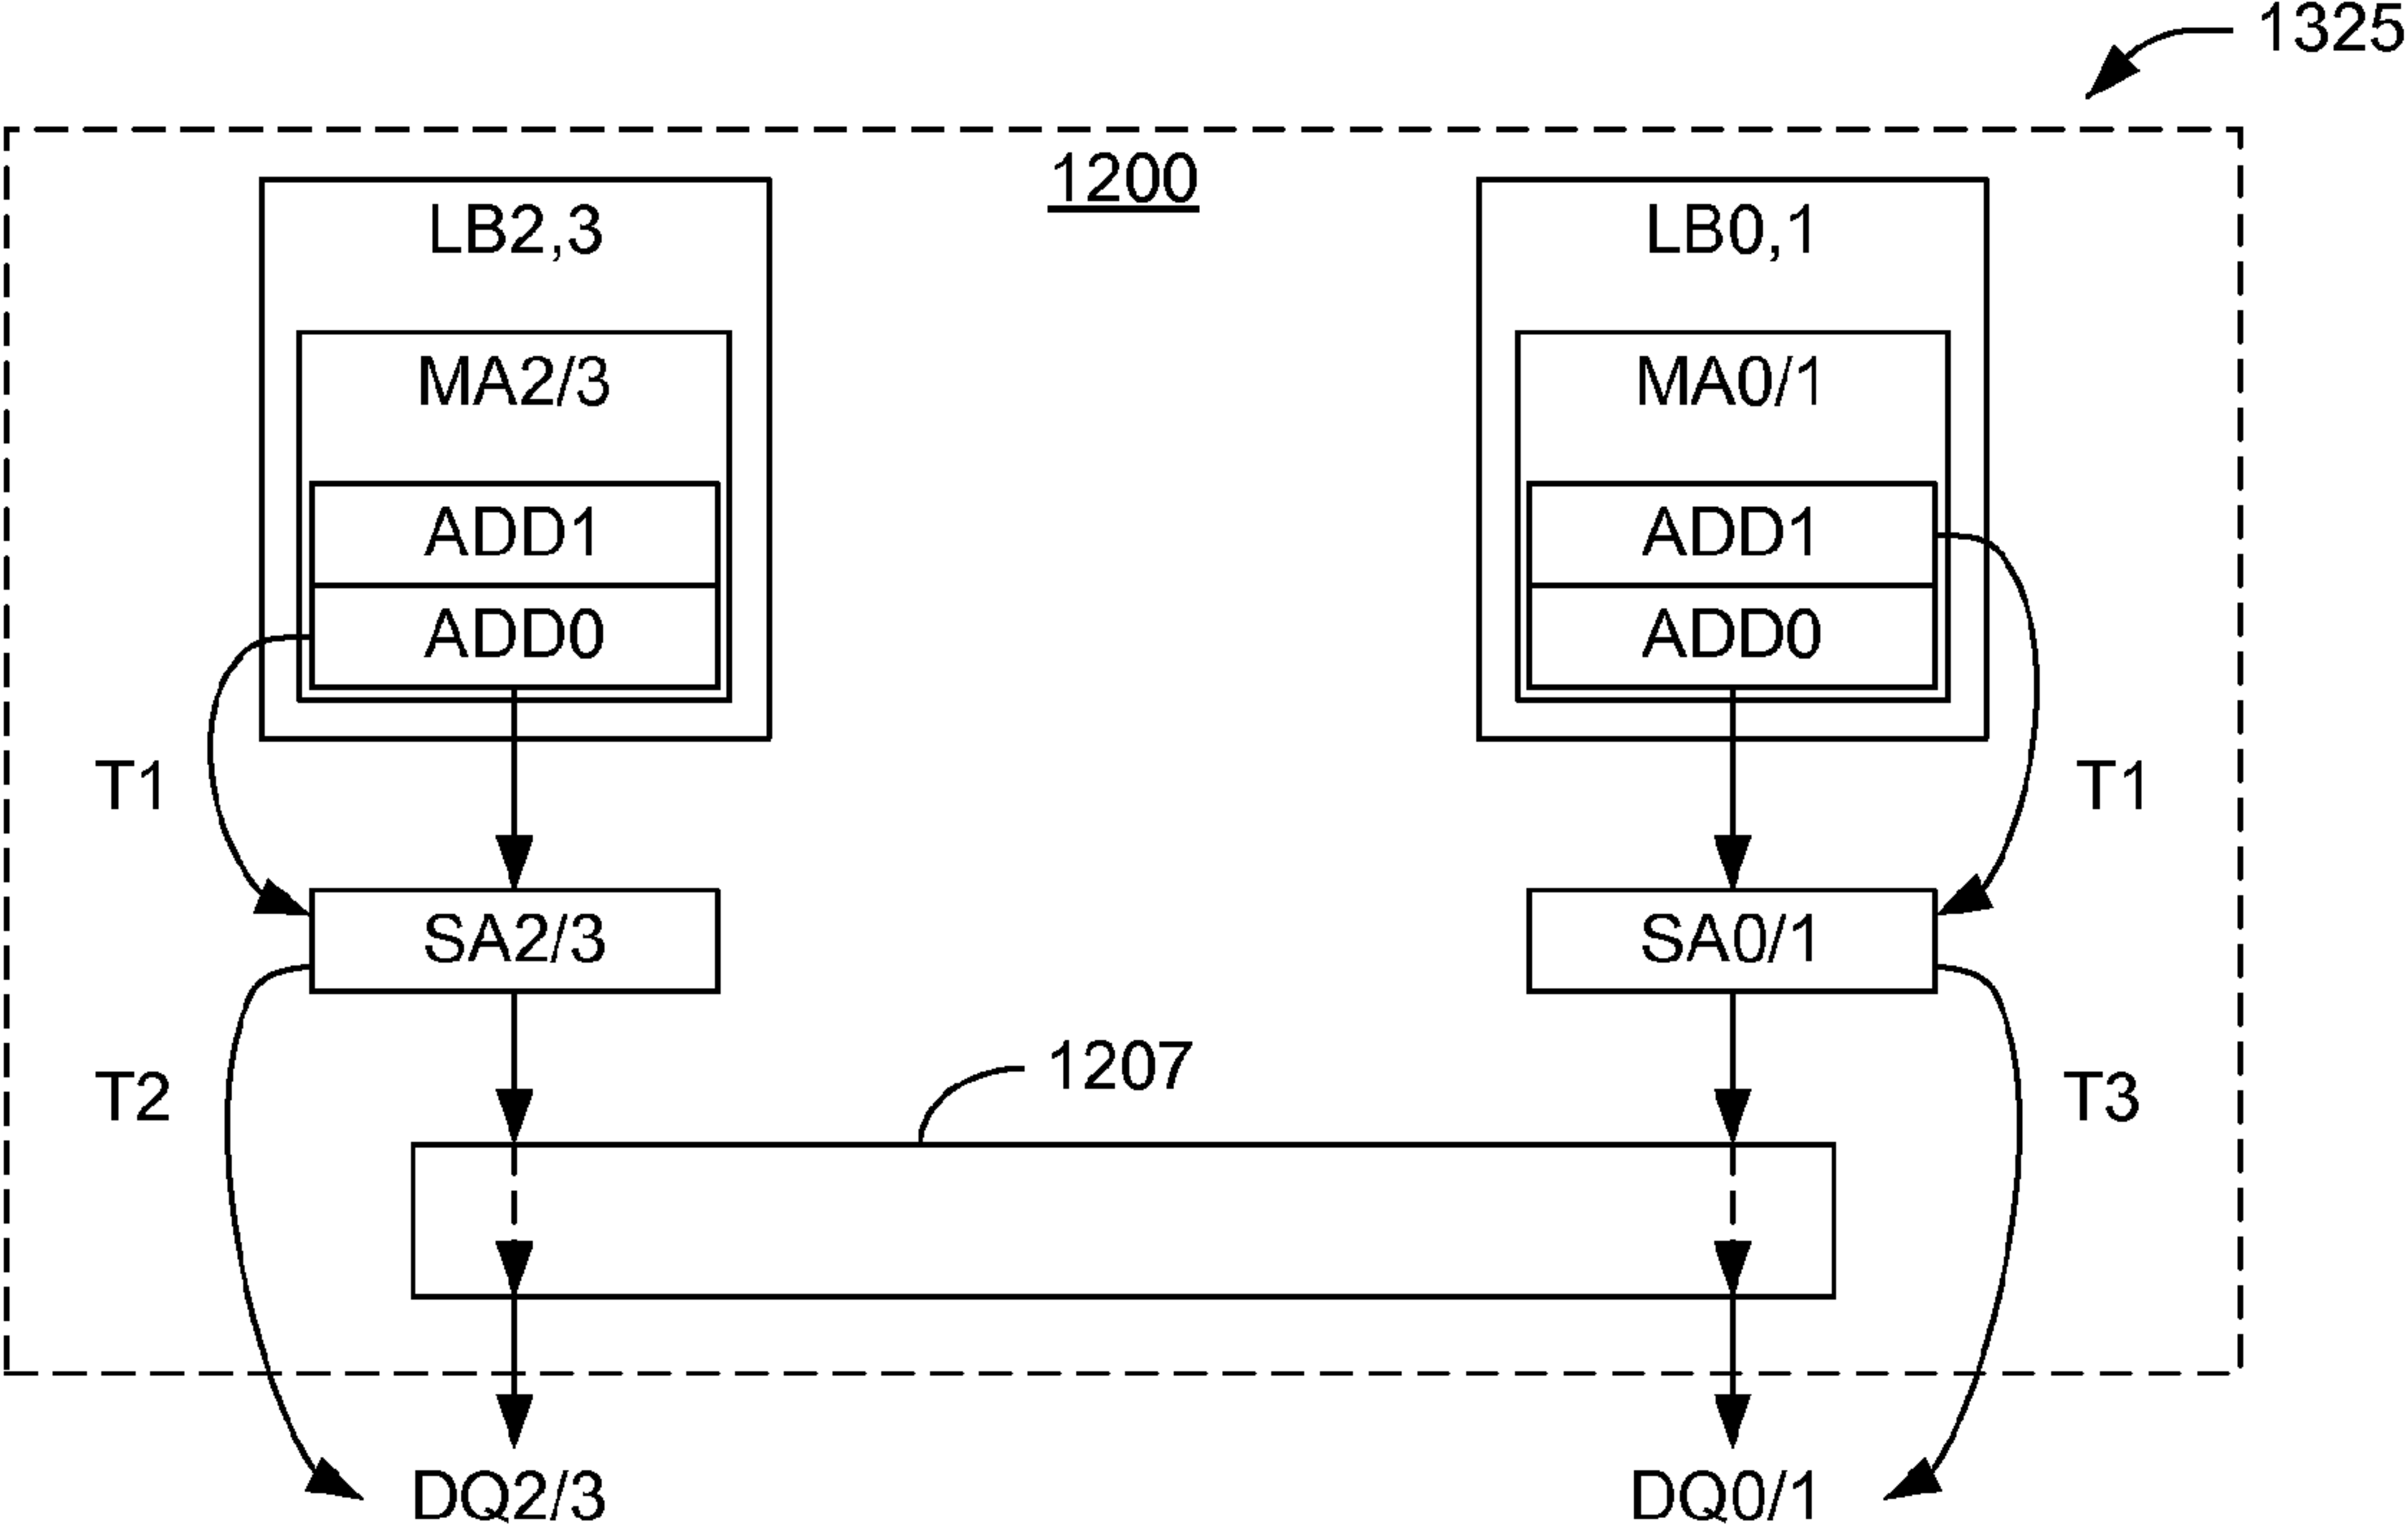 1325
1200
LB2,3
LB0,1
MA2/3
MA0/1
ADD1
ADD1
ADD0
ADD0
T1
T1
SA2/3
SA0/1
1207
T2
T3
DQ2/3
DQ0/1